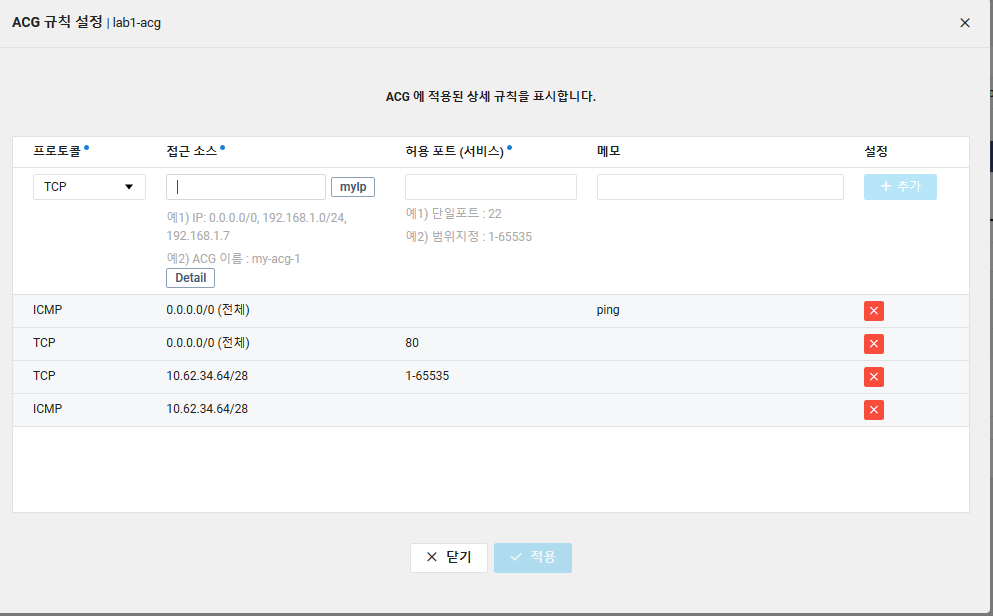 ACG 규칙 설정 | lab1-acg
ACG 에 적용된 상세 규칙을 표시합니다.
프로토콜 접근 소스 허용 포트 (서비스) 메모 설정
TCP myIp + 추가
예1) IP: 0.0.0.0/0, 192.168.1.0/24,
192.168.1.7
예2) ACG 이름 : my-acg-1
Detail
예1) 단일포트 : 22
예2) 범위지정 : 1-65535
ICMP 0.0.0.0/0 (전체) ping
TCP 0.0.0.0/0 (전체) 80
TCP 10.62.34.64/28 1-65535
ICMP 10.62.34.64/28
닫기 적용